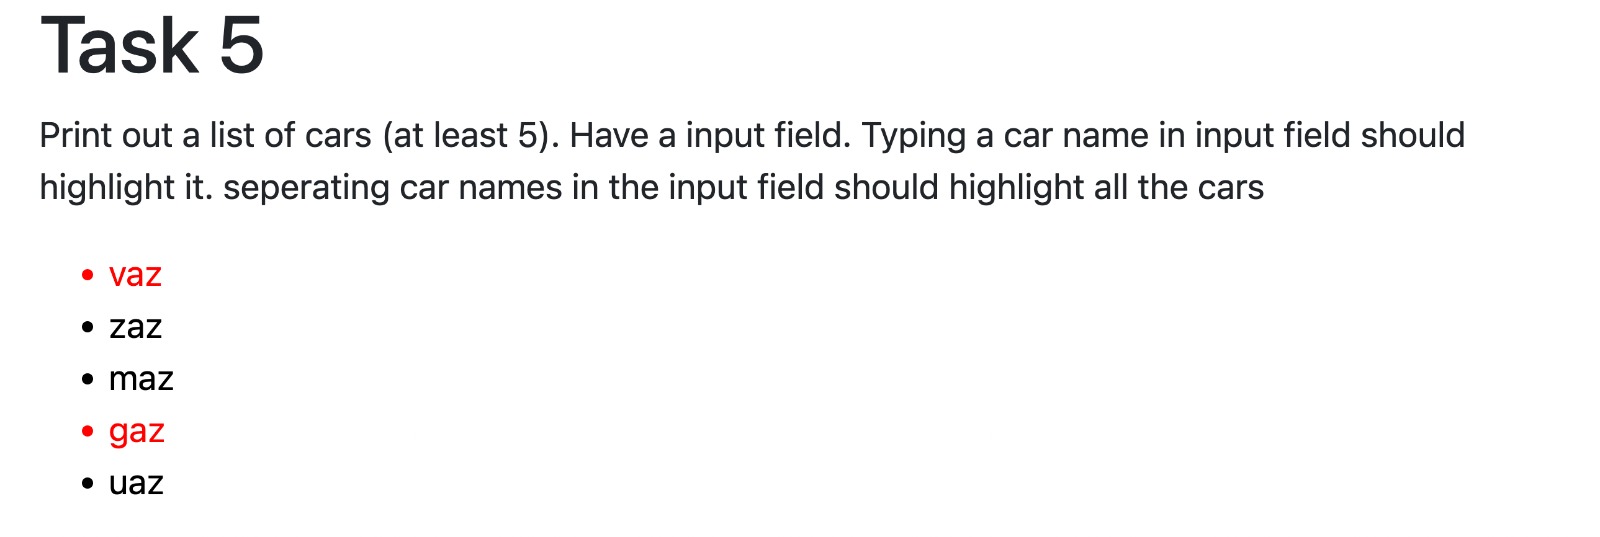 Task 5
Print out a list of cars (at least 5). Have a input field. Typing a car name in input field should
highlight it. seperating car names in the input field should highlight all the cars
• vaz
• zaz
• maz
• gaz
• uaz